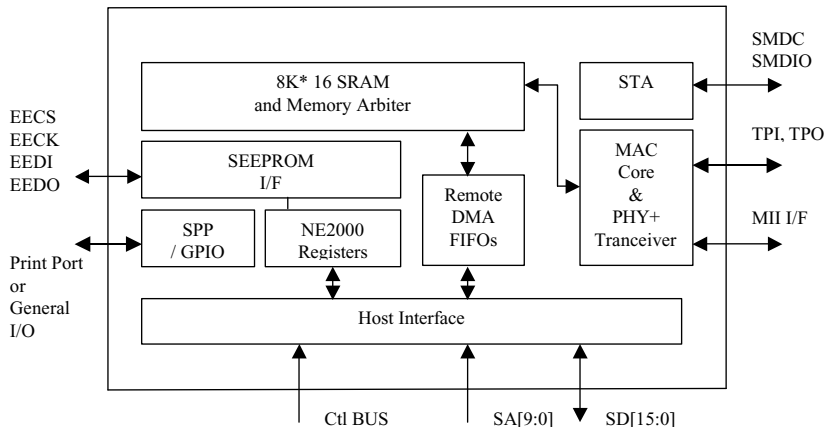 SMDC
SMDIO
8K* 16 SRAM
and Memory Arbiter
STA
EECS
EECK
EEDI
EEDO
TPI, TPO
MAC
Core
&
PHY+
Tranceiver
SEEPROM
I/F
Remote
DMA
FIFOs
SPP
/ GPIO
NE2000
Registers
MII I/F
Print Port
or
General
I/O
Host Interface
Ctl BUS
SA[9:0]
SD[15:0]